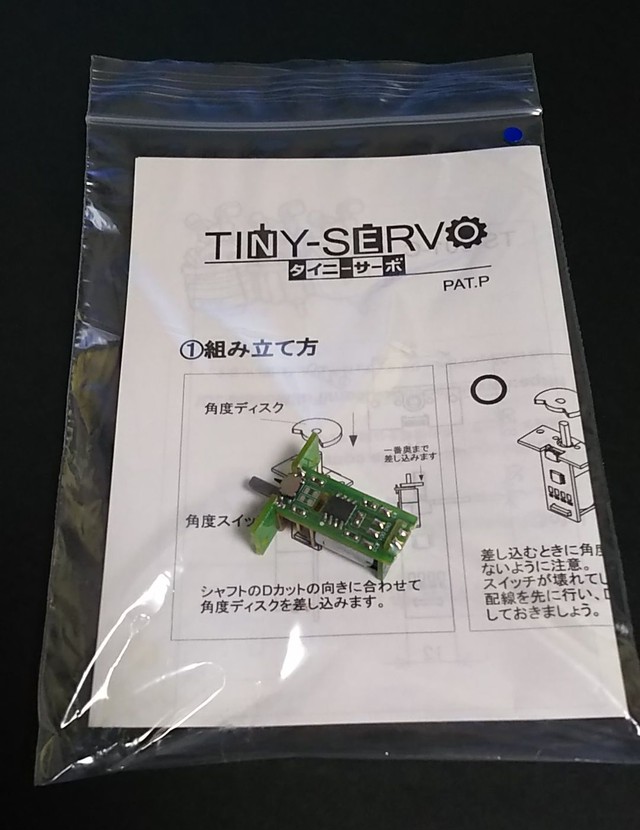 TINY-SERVO
タイニーサーボ
PAT.P
①組み立て方
角度ディスク
一番奥まで
差し込みます
角度スイッ
シャフトのDカットの向きに合わせて
角度ディスクを差し込みます。
差し込むときに角度
ないように注意。
スイッチが壊れてし
配線を先に行い、
しておきましょう。